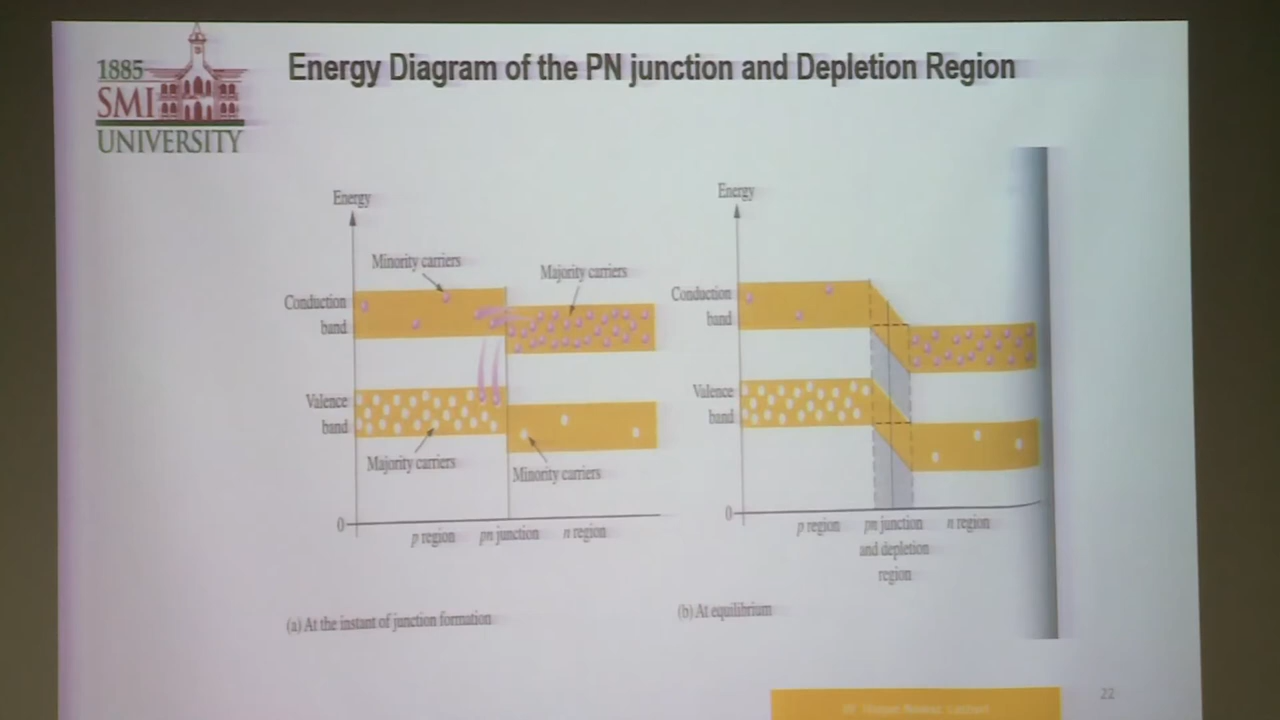 1885
SMI
UNIVERSITY
Energy Diagram of the PN junction and Depletion Region
Energy
Minority carriers
Majority carriers
Conduction
band
Valence
band
Majority carriers
Minority carriers
0
p region
pn junction
n region
(a) At the instant of junction formation
Energy
Conduction
band
Valence
band
0
p region
pn junction
and depletion
region
n region
(b) At equilibrium
22